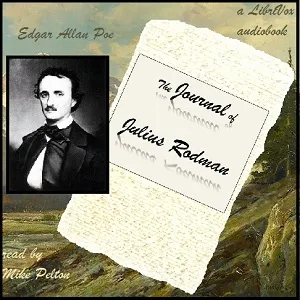 Edgar Allan Poe
a LibriVox
audiobook
The Journal of
Julius Rodman
read by
Mike Pelton